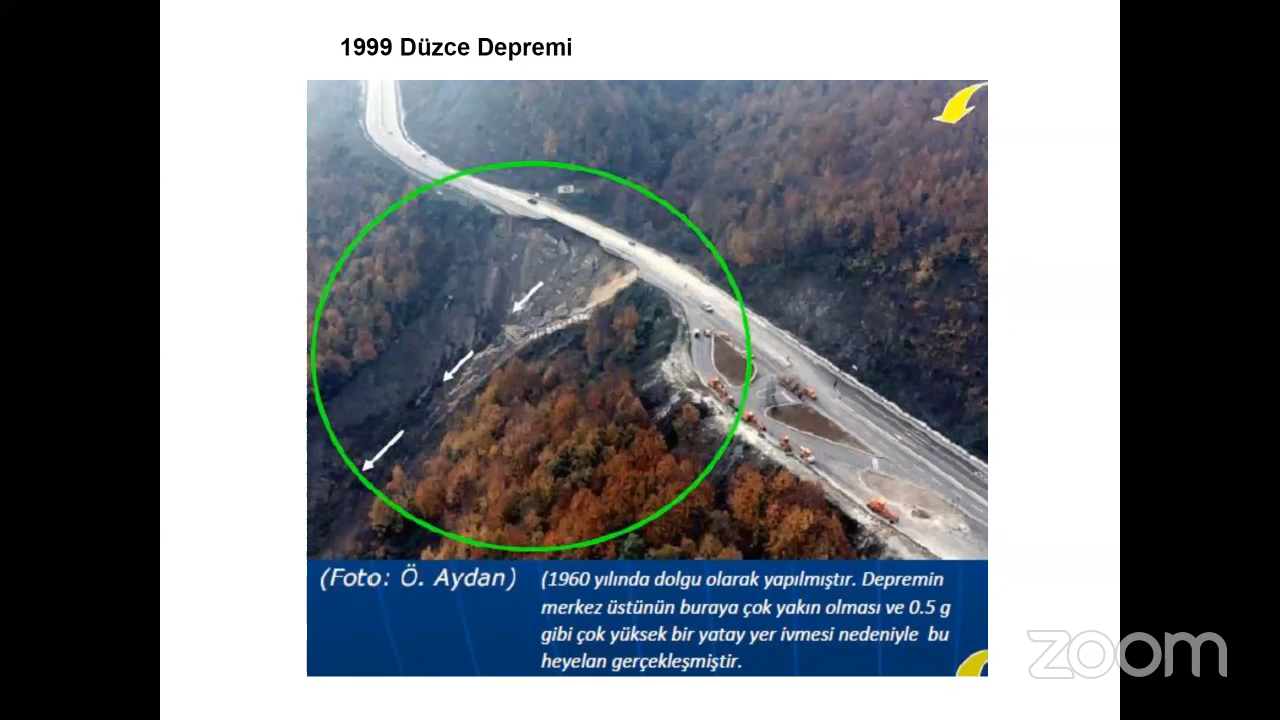 1999 Düzce Depremi
(Foto: Ö. Aydan)
(1960 yılında dolgu olarak yapılmıştır. Depremin
merkez üstünün buraya çok yakın olması ve 0.5 g
gibi çok yüksek bir yatay yer ivmesi nedeniyle bu
heyelan gerçekleşmiştir.
zoom